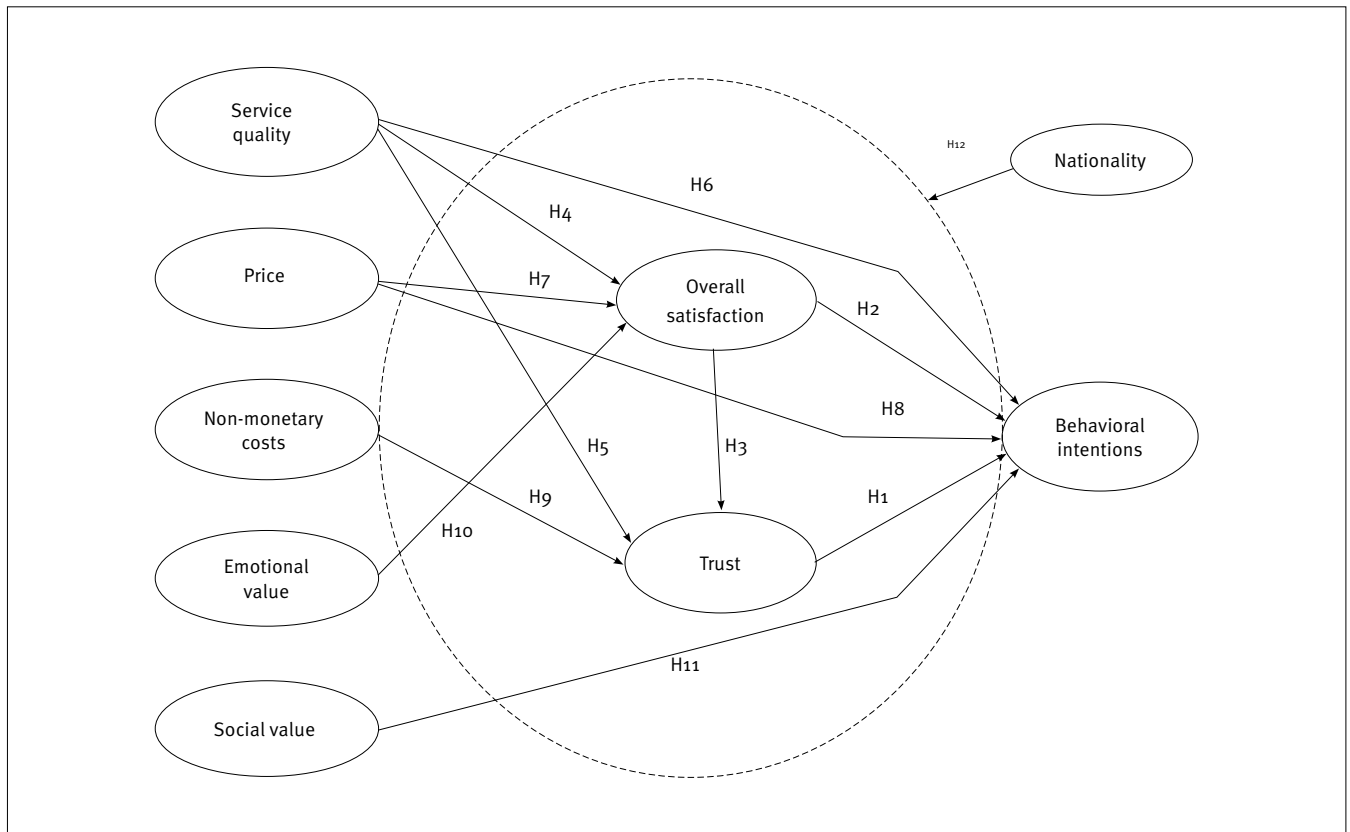 Service
quality
H12
Nationality
H6
H4
Price
H7
Overall
satisfaction
H2
Non-monetary
costs
H8
Behavioral
intentions
H5
H3
H9
H1
H10
Emotional
value
Trust
H11
Social value